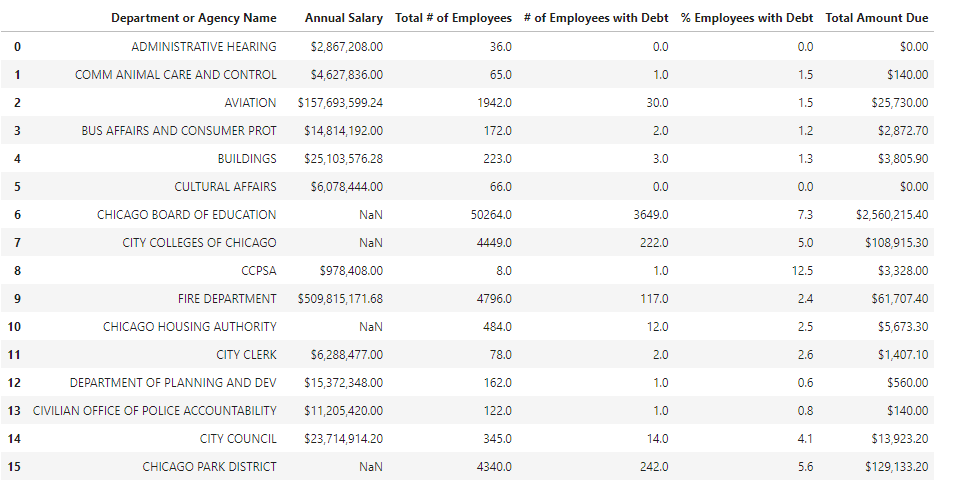 Department or Agency Name Annual Salary Total # of Employees # of Employees with Debt % Employees with Debt Total Amount Due
0 ADMINISTRATIVE HEARING $2,867,208.00 36.0 0.0 0.0 $0.00
1 COMM ANIMAL CARE AND CONTROL $4,627,836.00 65.0 1.0 1.5 $140.00
2 AVIATION $157,693,599.24 1942.0 30.0 1.5 $25,730.00
3 BUS AFFAIRS AND CONSUMER PROT $14,814,192.00 172.0 2.0 1.2 $2,872.70
4 BUILDINGS $25,103,576.28 223.0 3.0 1.3 $3,805.90
5 CULTURAL AFFAIRS $6,078,444.00 66.0 0.0 0.0 $0.00
6 CHICAGO BOARD OF EDUCATION NaN 50264.0 3649.0 7.3 $2,560,215.40
7 CITY COLLEGES OF CHICAGO NaN 4449.0 222.0 5.0 $108,915.30
8 CCPSA $978,408.00 8.0 1.0 12.5 $3,328.00
9 FIRE DEPARTMENT $509,815,171.68 4796.0 117.0 2.4 $61,707.40
10 CHICAGO HOUSING AUTHORITY NaN 484.0 12.0 2.5 $5,673.30
11 CITY CLERK $6,288,477.00 78.0 2.0 2.6 $1,407.10
12 DEPARTMENT OF PLANNING AND DEV $15,372,348.00 162.0 1.0 0.6 $560.00
13 CIVILIAN OFFICE OF POLICE ACCOUNTABILITY $11,205,420.00 122.0 1.0 0.8 $140.00
14 CITY COUNCIL $23,714,914.20 345.0 14.0 4.1 $13,923.20
15 CHICAGO PARK DISTRICT NaN 4340.0 242.0 5.6 $129,133.20